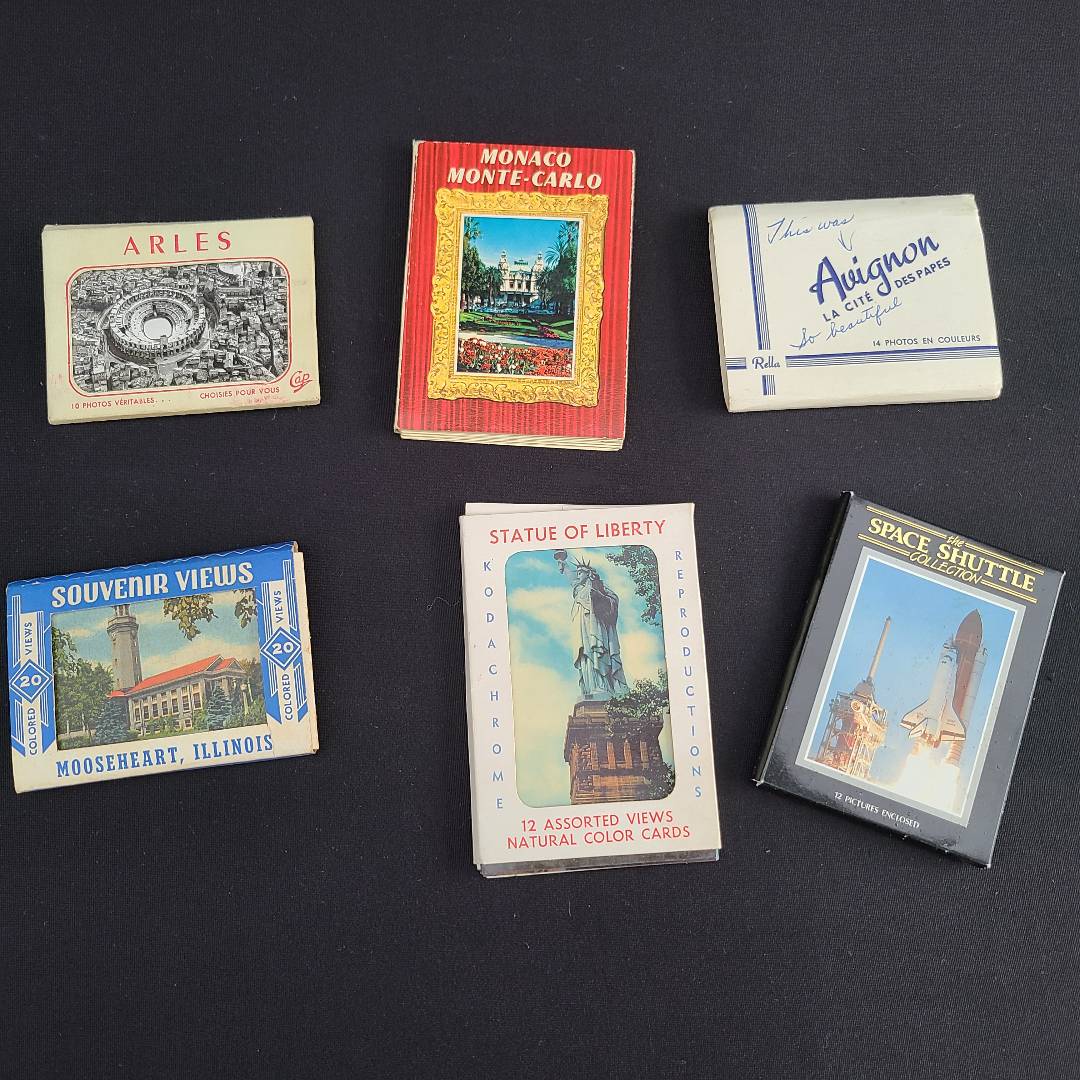 ARLES
10 PHOTOS VÉRITABLES...
CHOISIES POUR VOUS
Cap
MONACO
MONTE-CARLO
This was
Avignon
LA CITÉ DES PAPES
So beautiful
14 PHOTOS EN COULEURS
Rella
SOUVENIR VIEWS
20 COLORED VIEWS
20 COLORED VIEWS
MOOSEHEART, ILLINOIS
STATUE OF LIBERTY
KODACHROME
REPRODUCTIONS
12 ASSORTED VIEWS
NATURAL COLOR CARDS
the
SPACE SHUTTLE
COLLECTION
12 PICTURES ENCLOSED